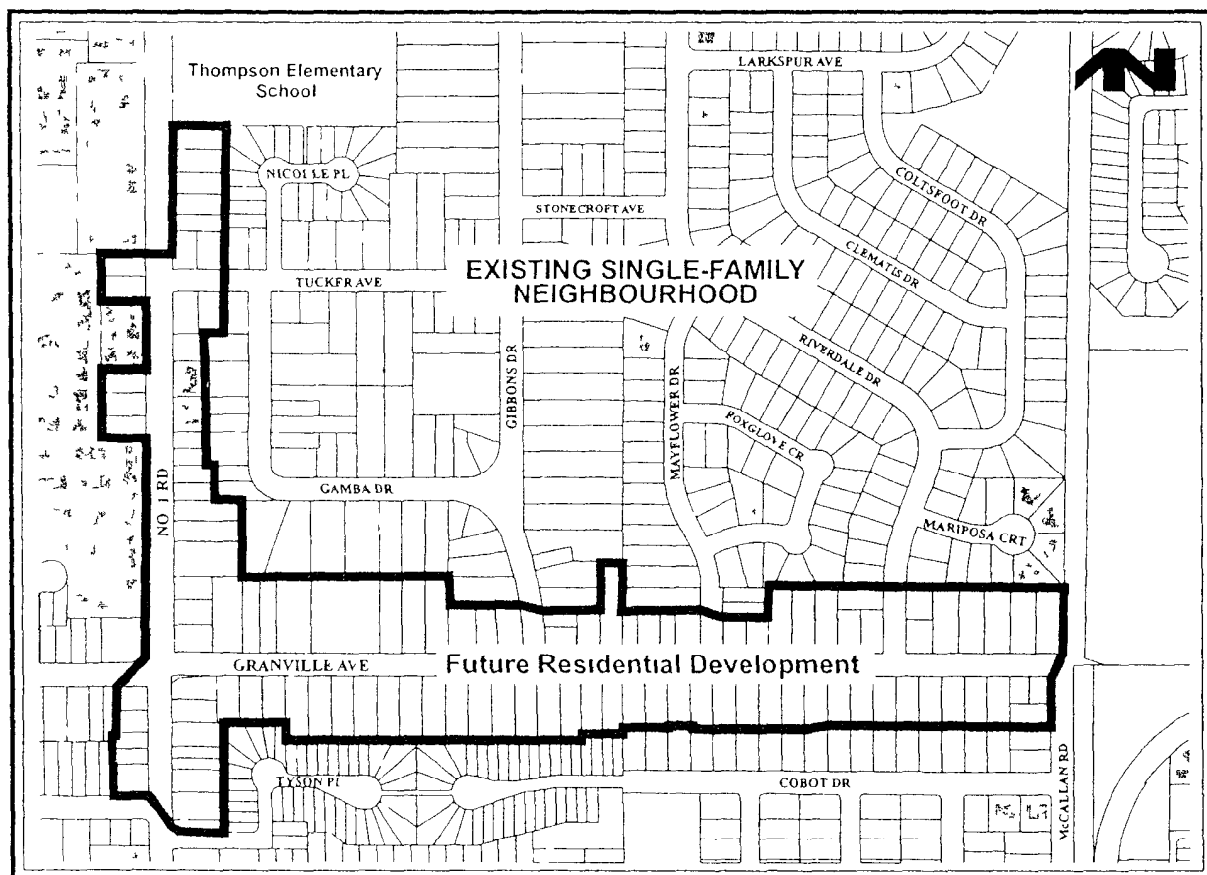 Thompson Elementary
School
LARKSPUR AVE
NICOLLE PL
COLTSFOOT DR
STONECROFT AVE
CLEMATIS DR
EXISTING SINGLE-FAMILY
NEIGHBOURHOOD
TUCKER AVE
RIVERDALE DR
GIBBONS DR
MAYFLOWER DR
FOXGLOVE CR
GAMBA DR
NO 1 RD
MARIPOSA CRT
GRANVILLE AVE
Future Residential Development
TYSON PL
COBOT DR
McCALLAN RD